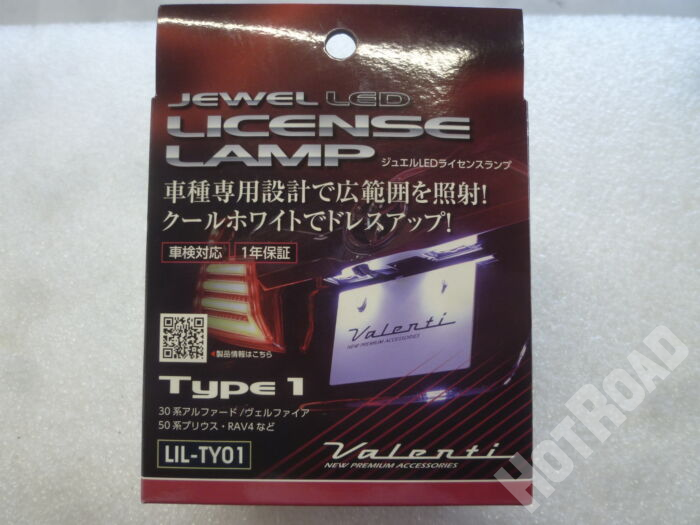 JEWEL LED
LICENSE
LAMP
ジュエルLEDライセンスランプ
車種専用設計で広範囲を照射!
クールホワイトでドレスアップ!
車検対応 1年保証
Valenti
NEW PREMIUM ACCESSORIES
◀製品情報はこちら
Type 1
30系アルファード/ヴェルファイア
50系プリウス・RAV4など
LIL-TY01
Valenti
NEW PREMIUM ACCESSORIES
HOTROAD